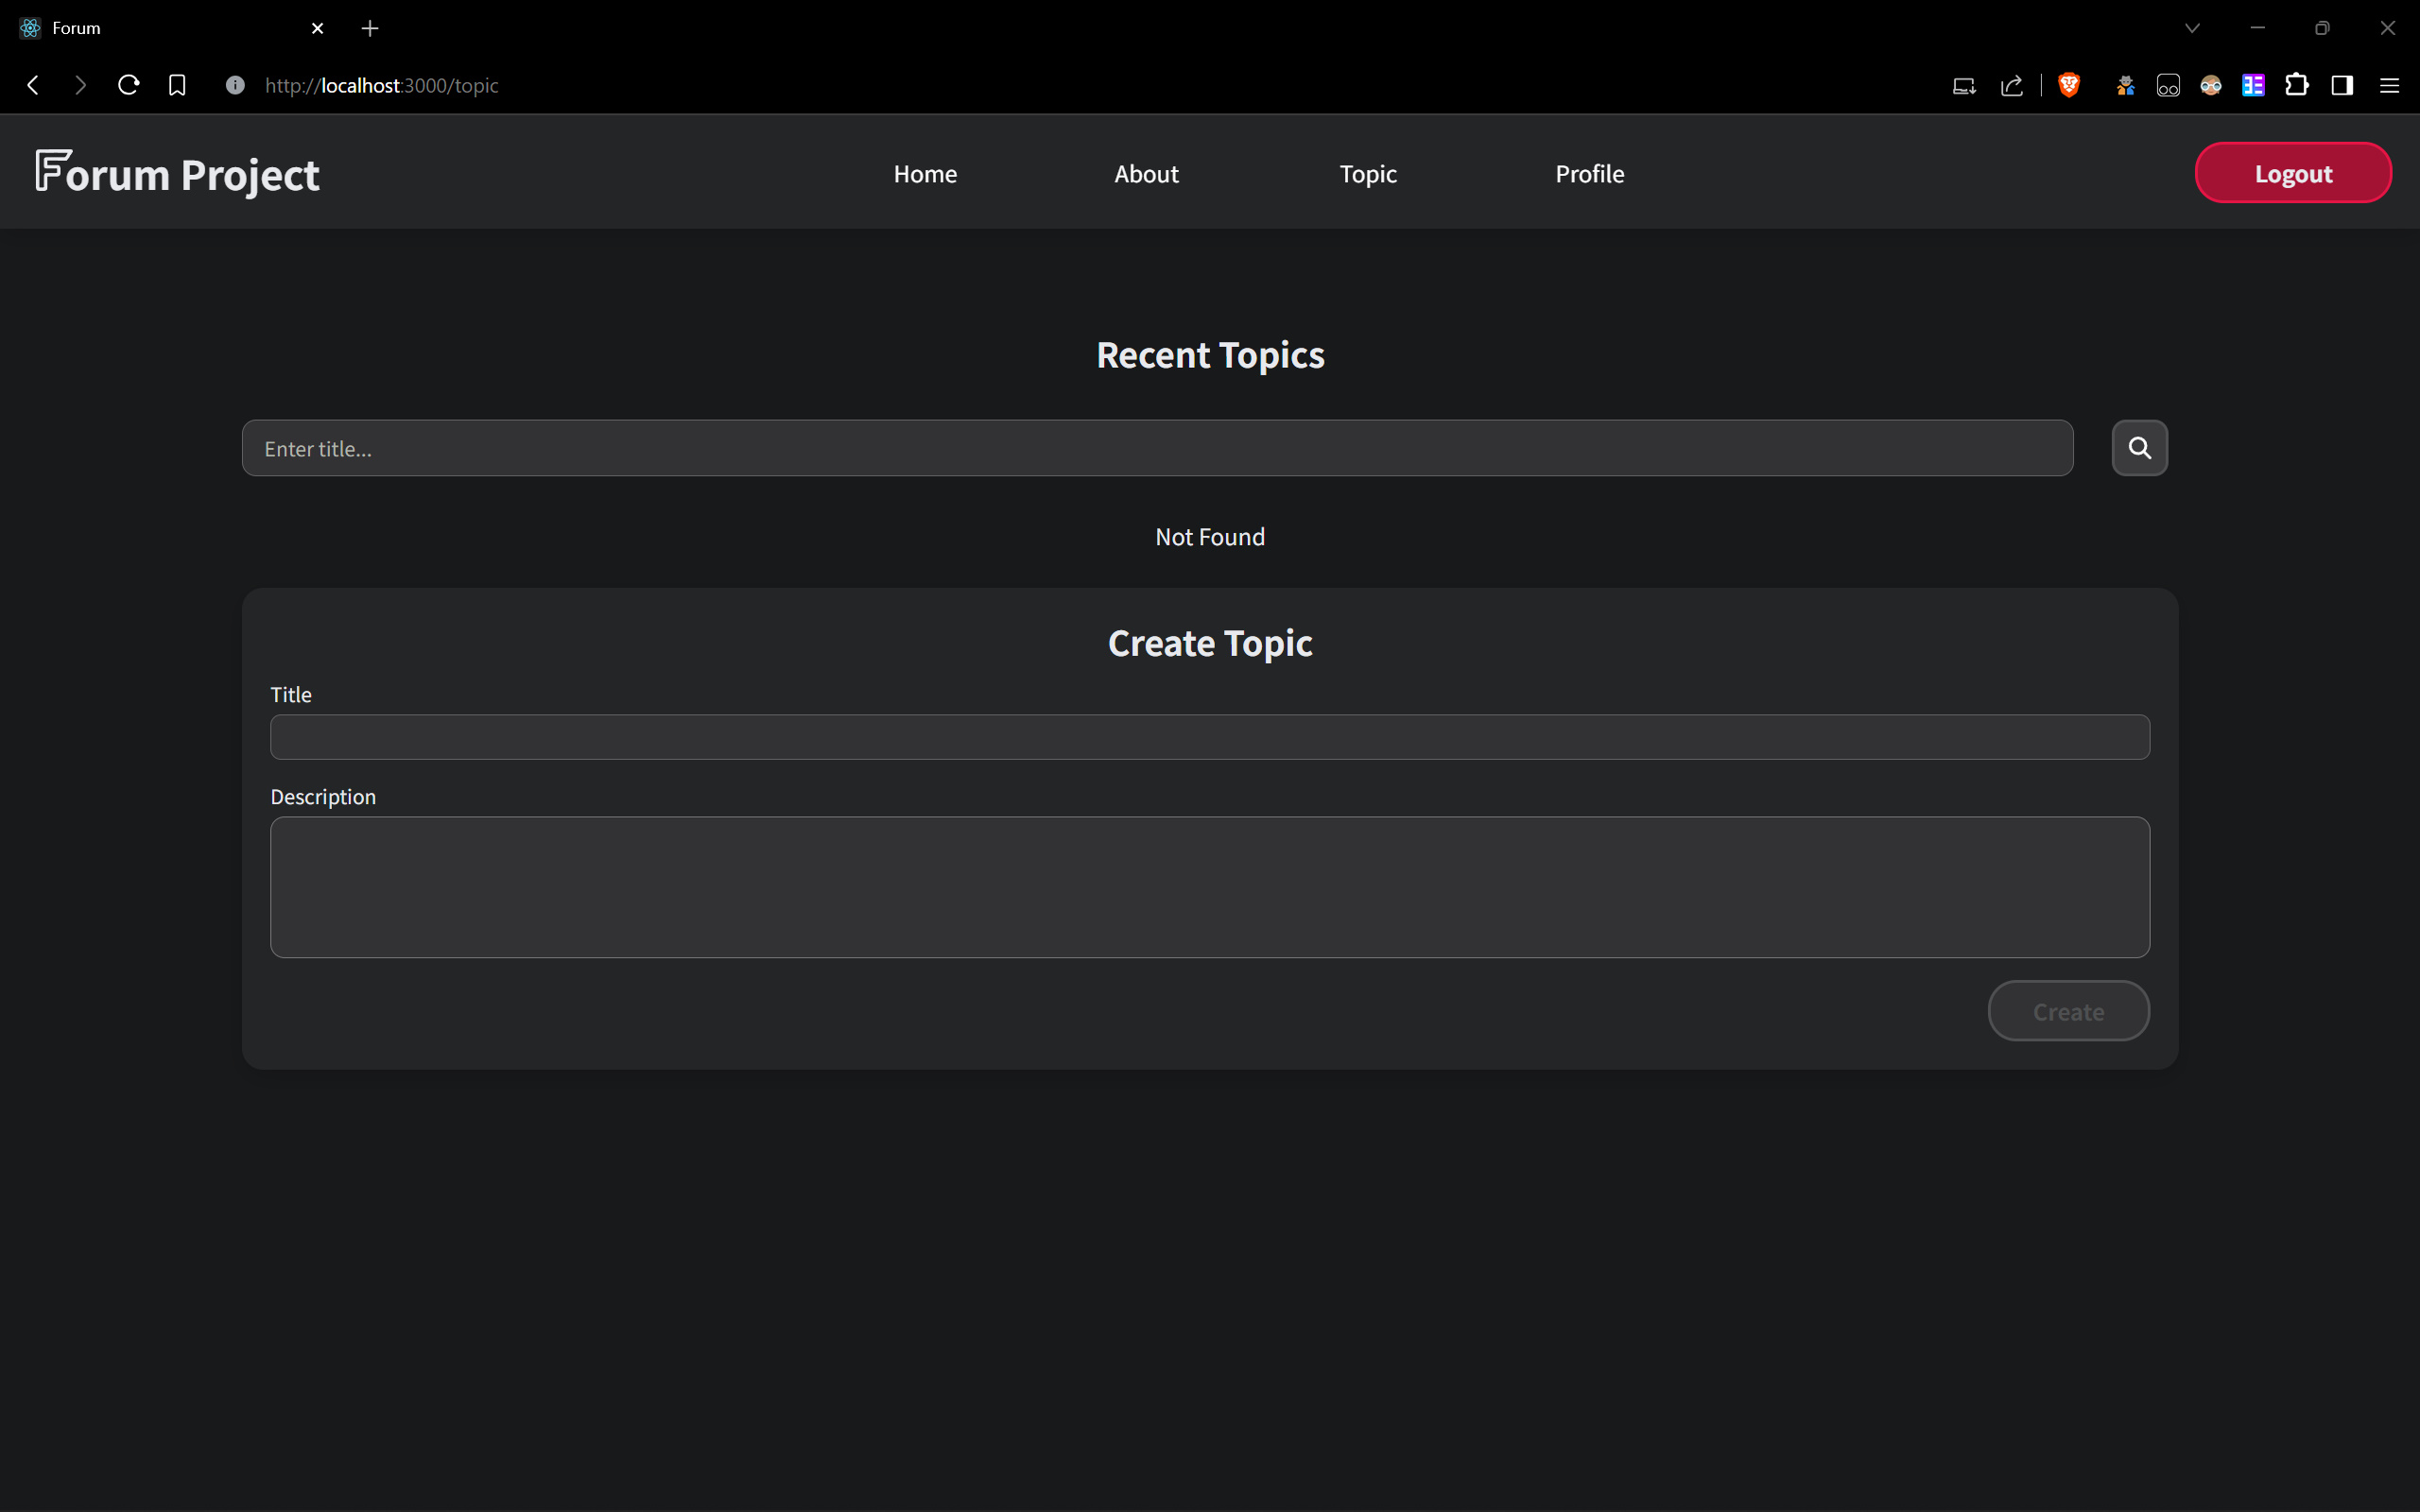 Forum
http://localhost:3000/topic
Forum Project
Home
About
Topic
Profile
Logout
Recent Topics
Enter title...
Not Found
Create Topic
Title
Description
Create